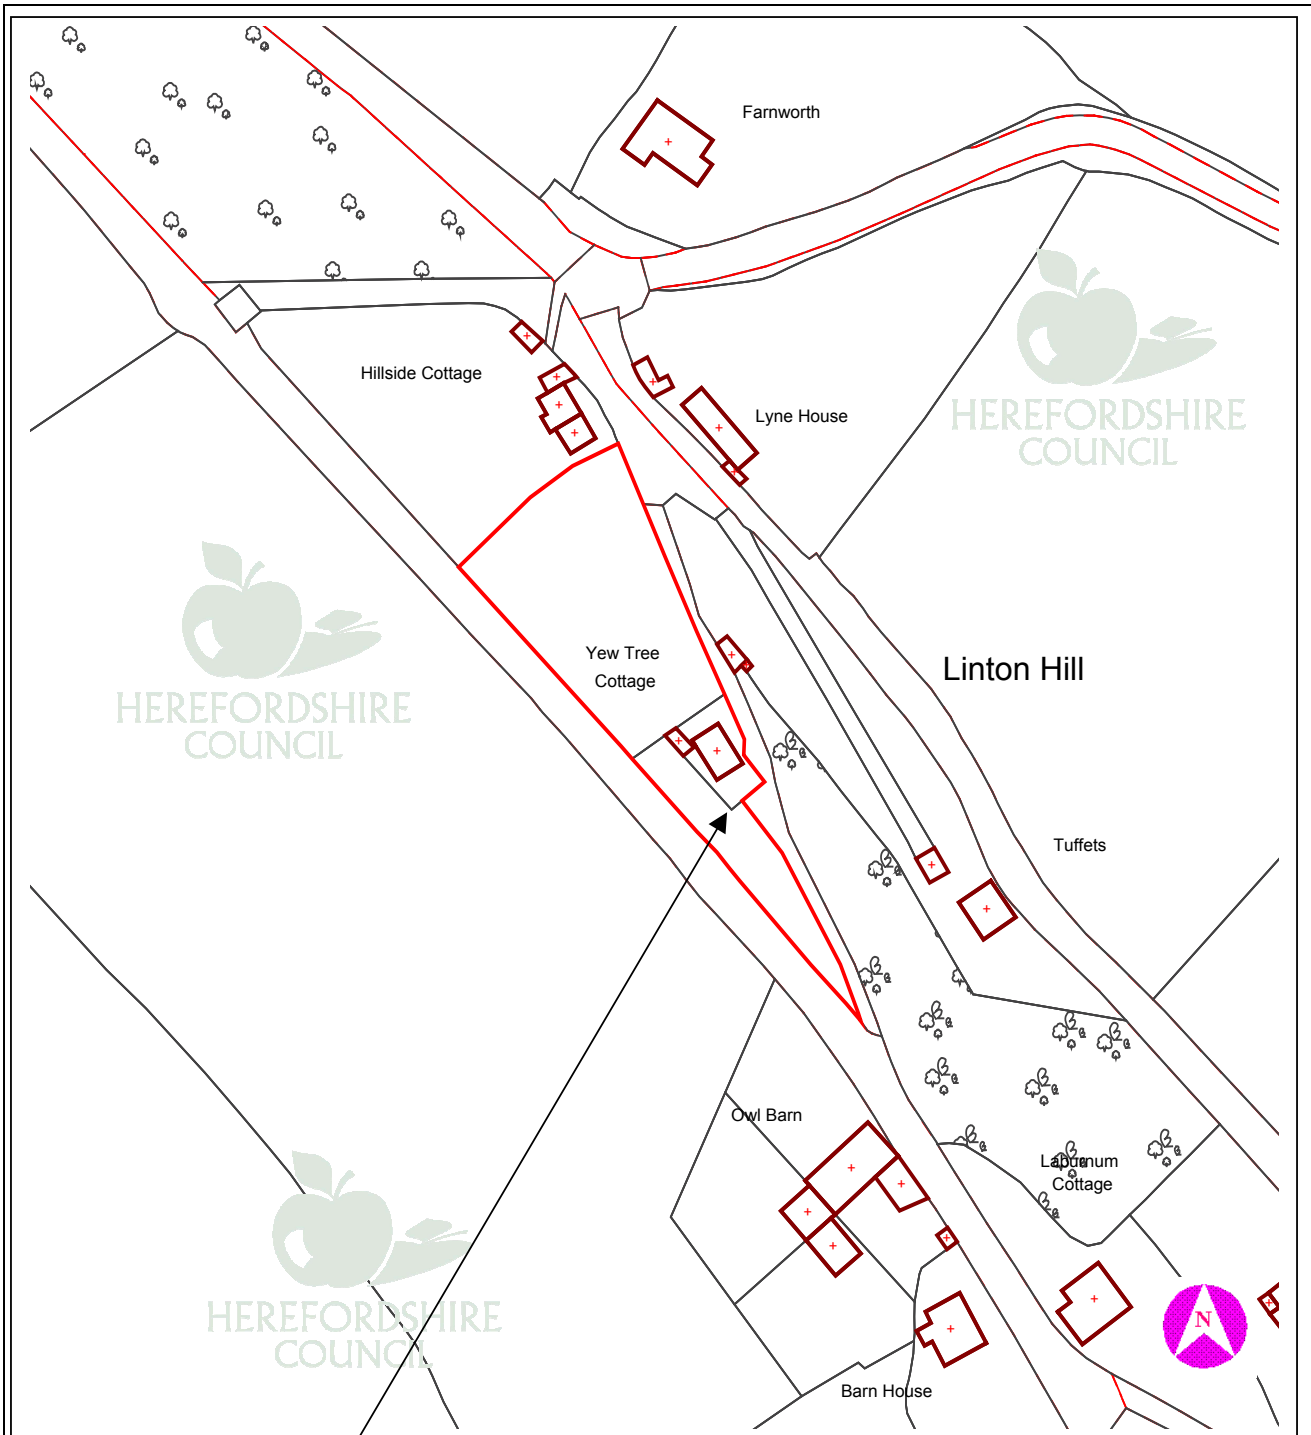 Farnworth
Hillside Cottage
Lyne House
HEREFORDSHIRE
COUNCIL
Yew Tree
Cottage
Linton Hill
HEREFORDSHIRE
COUNCIL
Tuffets
Owl Barn
Laburnum
Cottage
HEREFORDSHIRE
COUNCIL
N
Barn House